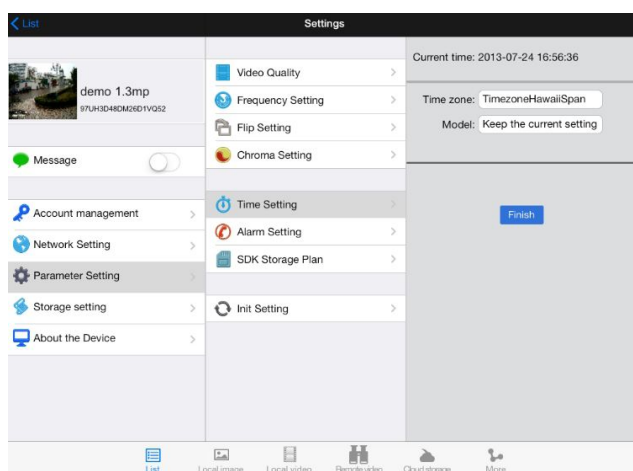 List
Settings
demo 1.3mp
97UH3D48DM26D1VQ52
Message
Account management
Network Setting
Parameter Setting
Storage setting
About the Device
Video Quality
Frequency Setting
Flip Setting
Chroma Setting
Time Setting
Alarm Setting
SDK Storage Plan
Init Setting
Current time: 2013-07-24 16:56:36
Time zone: TimezoneHawaiiSpan
Model: Keep the current setting
Finish
List
Local image
Local video
Remote video
Cloud storage
More